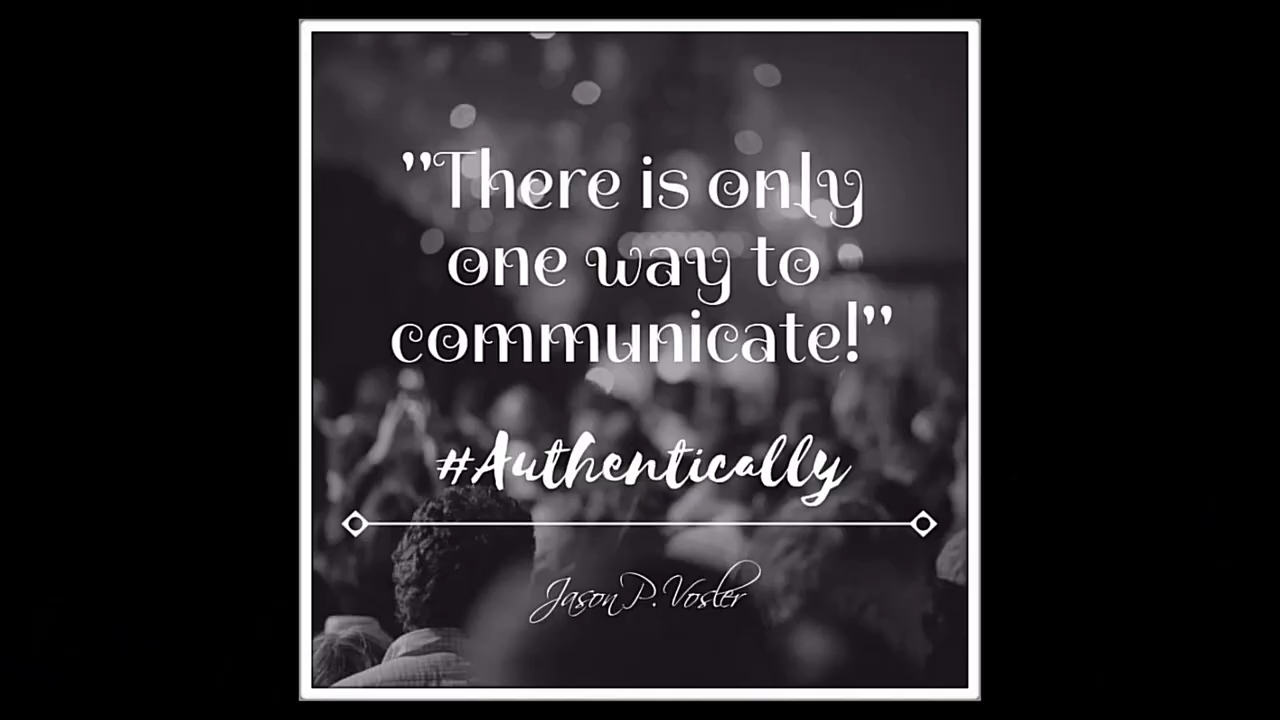 "There is only
one way to
communicate!"
#Authentically
Jason P. Vosler